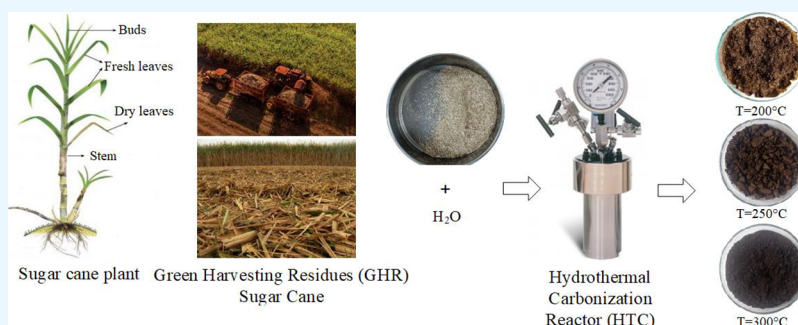 Buds
Fresh leaves
Dry leaves
Stem
Sugar cane plant
Green Harvesting Residues (GHR)
Sugar Cane
+
H₂O
Hydrothermal
Carbonization
Reactor (HTC)
T=200°C
T=250°C
T=300°C